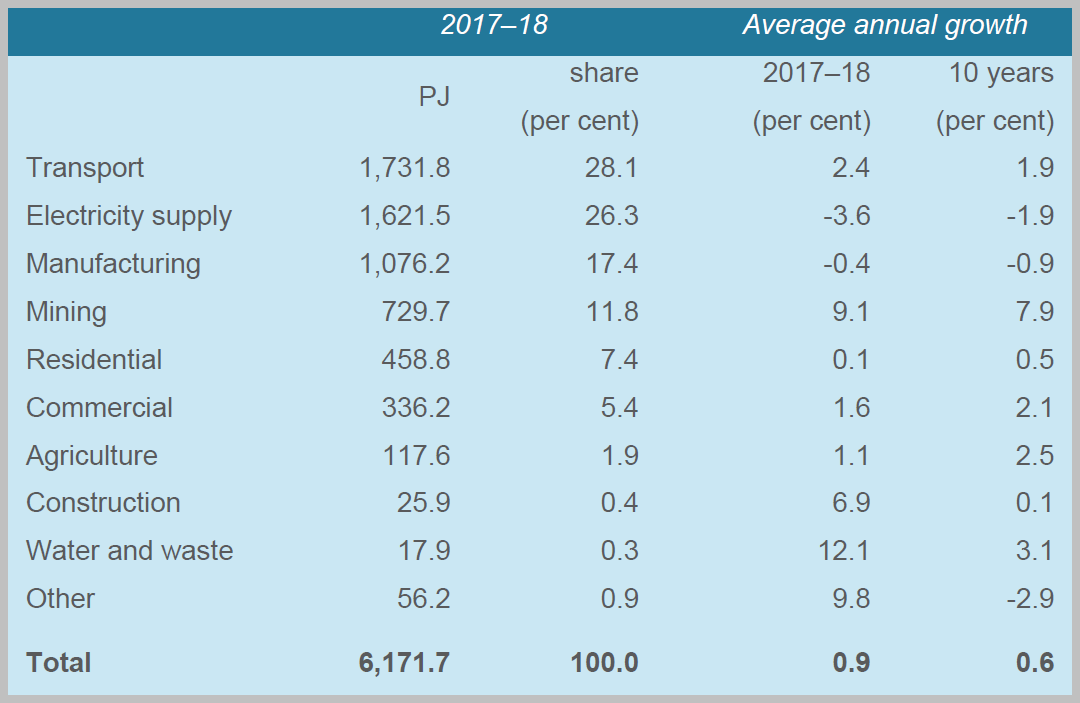 2017–18 Average annual growth
PJ share (per cent) 2017–18 (per cent) 10 years (per cent)
Transport 1,731.8 28.1 2.4 1.9
Electricity supply 1,621.5 26.3 -3.6 -1.9
Manufacturing 1,076.2 17.4 -0.4 -0.9
Mining 729.7 11.8 9.1 7.9
Residential 458.8 7.4 0.1 0.5
Commercial 336.2 5.4 1.6 2.1
Agriculture 117.6 1.9 1.1 2.5
Construction 25.9 0.4 6.9 0.1
Water and waste 17.9 0.3 12.1 3.1
Other 56.2 0.9 9.8 -2.9
Total 6,171.7 100.0 0.9 0.6